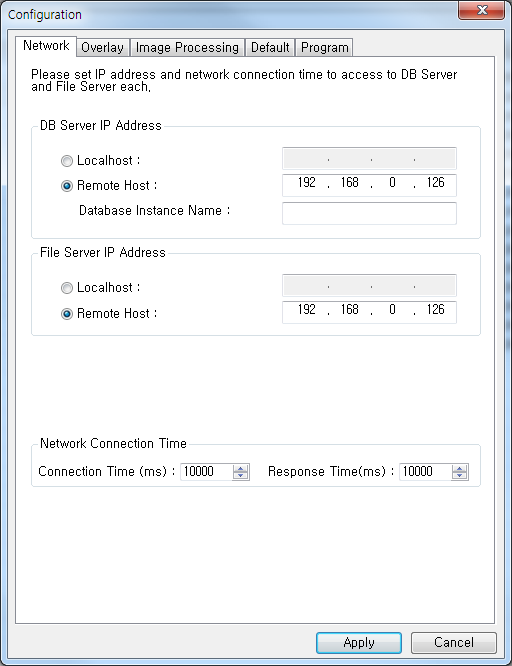 Configuration
Network Overlay Image Processing Default Program
Please set IP address and network connection time to access to DB Server
and File Server each,
DB Server IP Address
Localhost : . . .
Remote Host : 192 . 168 . 0 . 126
Database Instance Name :
File Server IP Address
Localhost : . . .
Remote Host : 192 . 168 . 0 . 126
Network Connection Time
Connection Time (ms) : 10000 Response Time(ms) : 10000
Apply Cancel